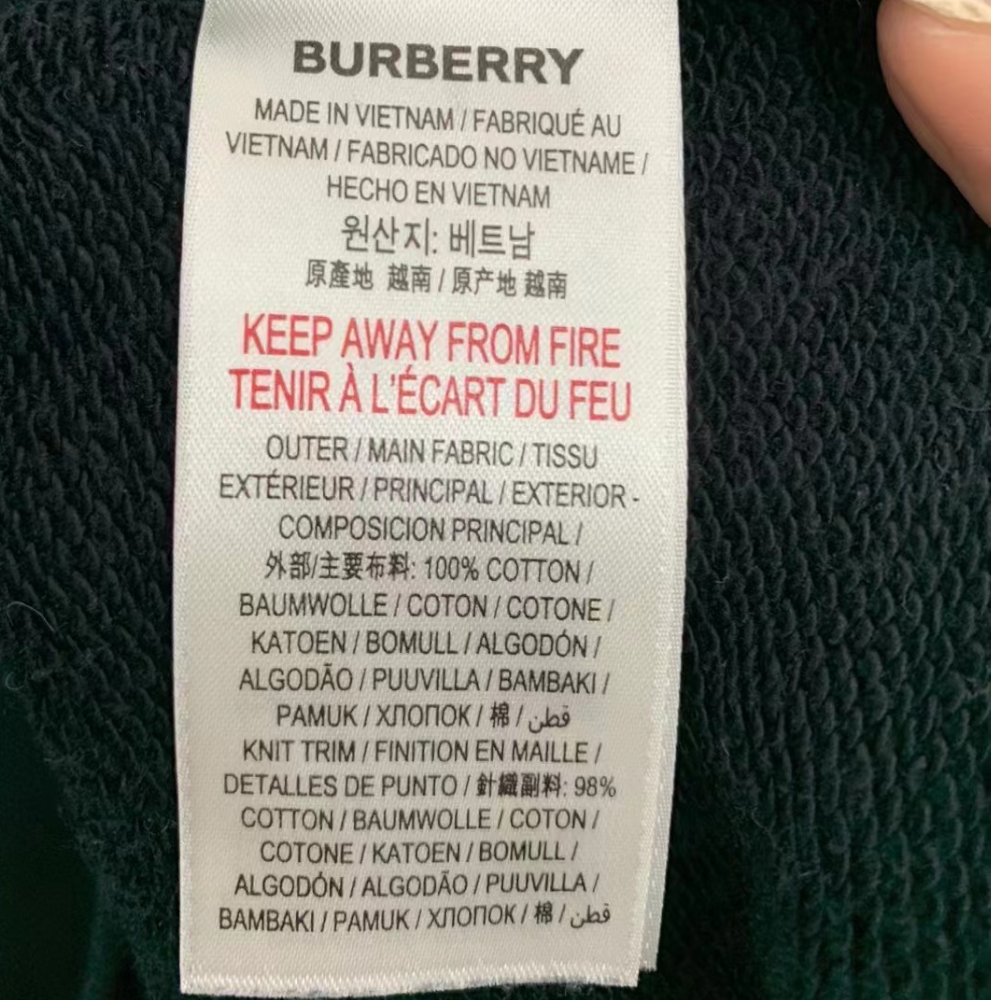 BURBERRY
MADE IN VIETNAM / FABRIQUÉ AU
VIETNAM / FABRICADO NO VIETNAME /
HECHO EN VIETNAM
원산지: 베트남
原產地 越南 / 原产地 越南
KEEP AWAY FROM FIRE
TENIR À L'ÉCART DU FEU
OUTER / MAIN FABRIC / TISSU
EXTÉRIEUR / PRINCIPAL / EXTERIOR -
COMPOSICION PRINCIPAL /
外部/主要布料: 100% COTTON /
BAUMWOLLE / COTON / COTONE /
KATOEN / BOMULL / ALGODÓN /
ALGODÃO / PUUVILLA / BAMBAKI /
PAMUK / ХЛОПОК / 棉 / قطن
KNIT TRIM / FINITION EN MAILLE /
DETALLES DE PUNTO / 針織副料: 98%
COTTON / BAUMWOLLE / COTON /
COTONE / KATOEN / BOMULL /
ALGODÓN / ALGODÃO / PUUVILLA /
BAMBAKI / PAMUK / ХЛОПОК / 棉 / قطن